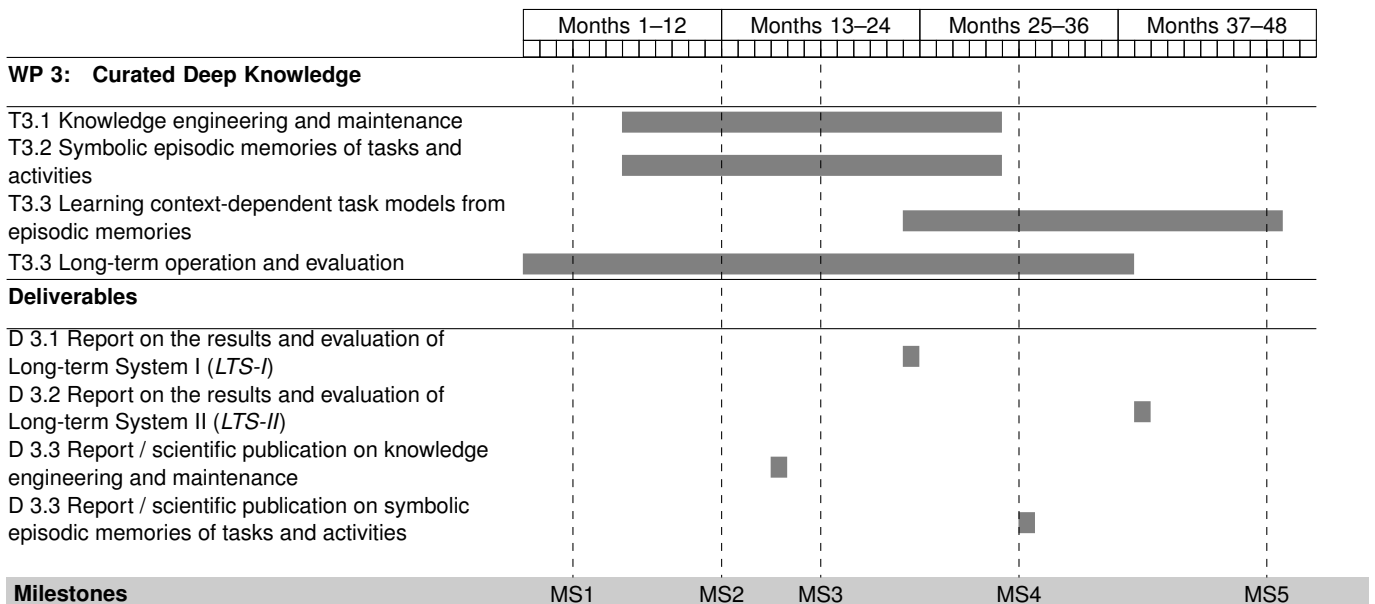 Months 1–12 Months 13–24 Months 25–36 Months 37–48
WP 3: Curated Deep Knowledge
T3.1 Knowledge engineering and maintenance
T3.2 Symbolic episodic memories of tasks and
activities
T3.3 Learning context-dependent task models from
episodic memories
T3.3 Long-term operation and evaluation
Deliverables
D 3.1 Report on the results and evaluation of
Long-term System I (LTS-I)
D 3.2 Report on the results and evaluation of
Long-term System II (LTS-II)
D 3.3 Report / scientific publication on knowledge
engineering and maintenance
D 3.3 Report / scientific publication on symbolic
episodic memories of tasks and activities
Milestones MS1 MS2 MS3 MS4 MS5